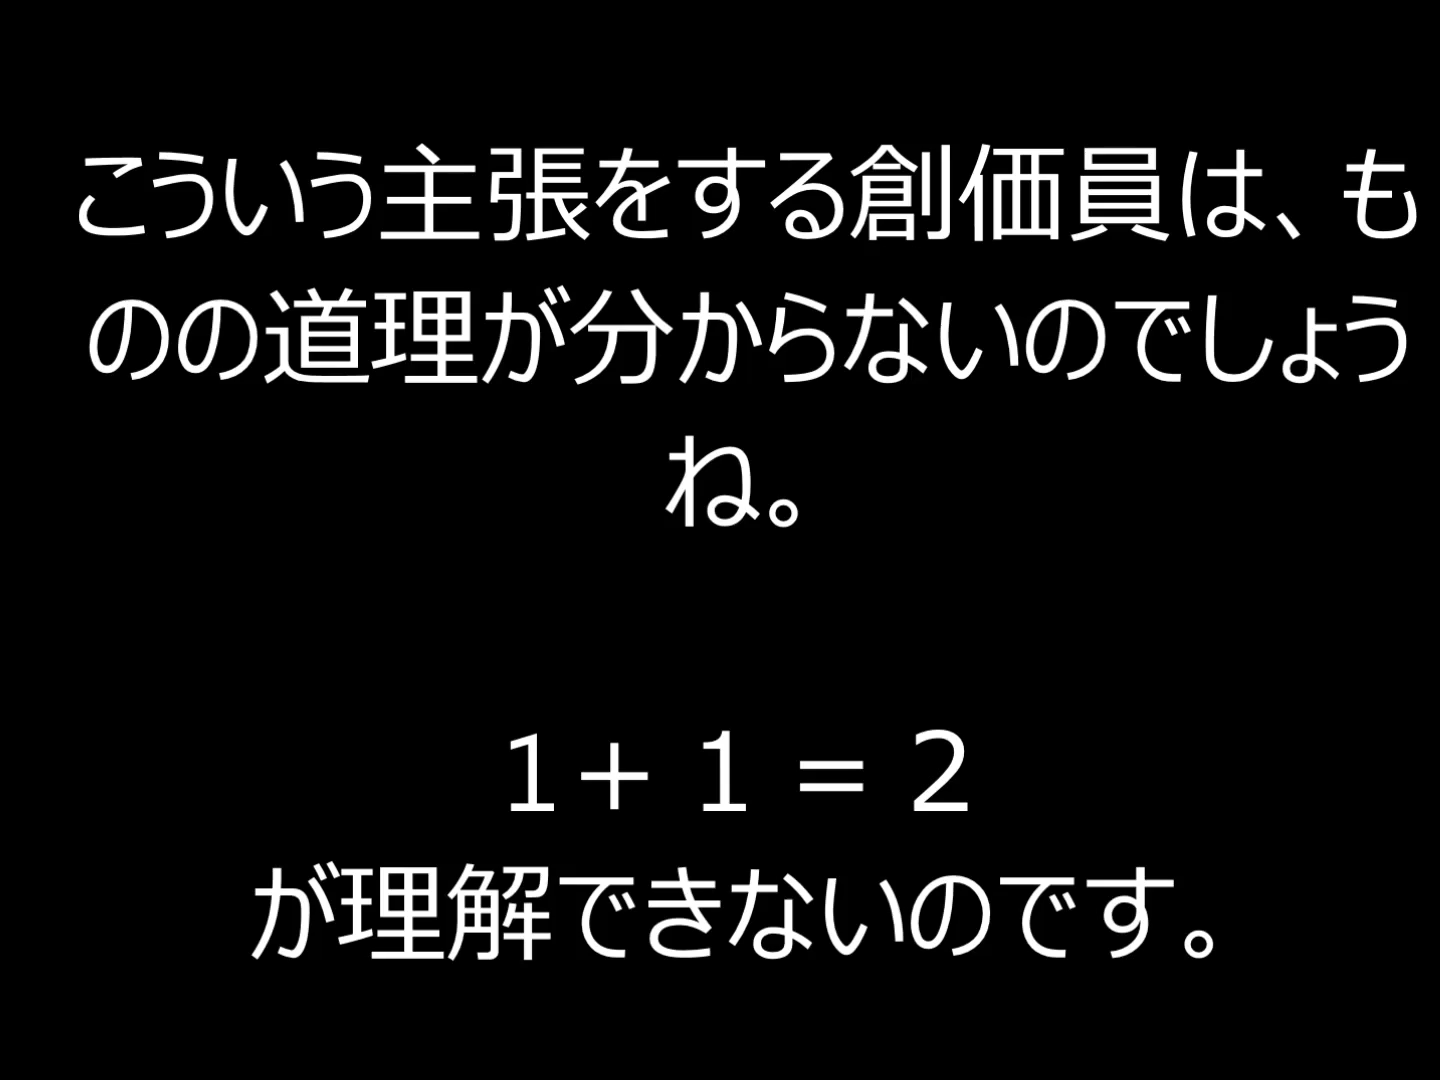 こういう主張をする創価員は、も
のの道理が分からないのでしょう
ね。
1+ 1 = 2
が理解できないのです。